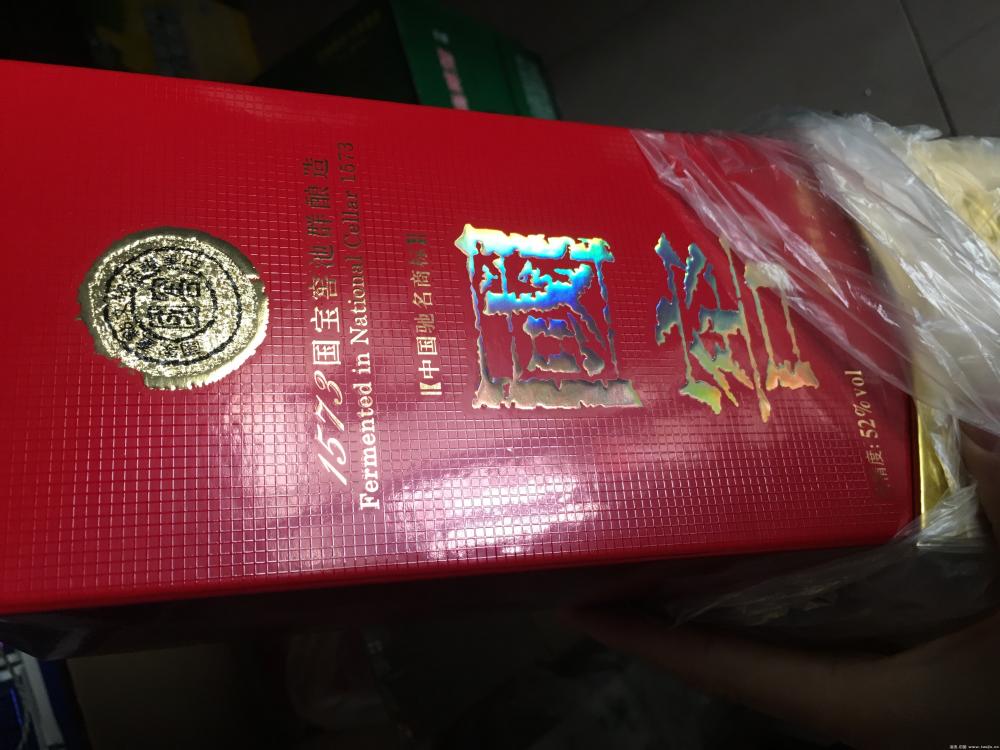 1573国宝窖池群酿造
Fermented in National Cellar 1573
【中国驰名商标】
国窖
酒精度: 52%vol